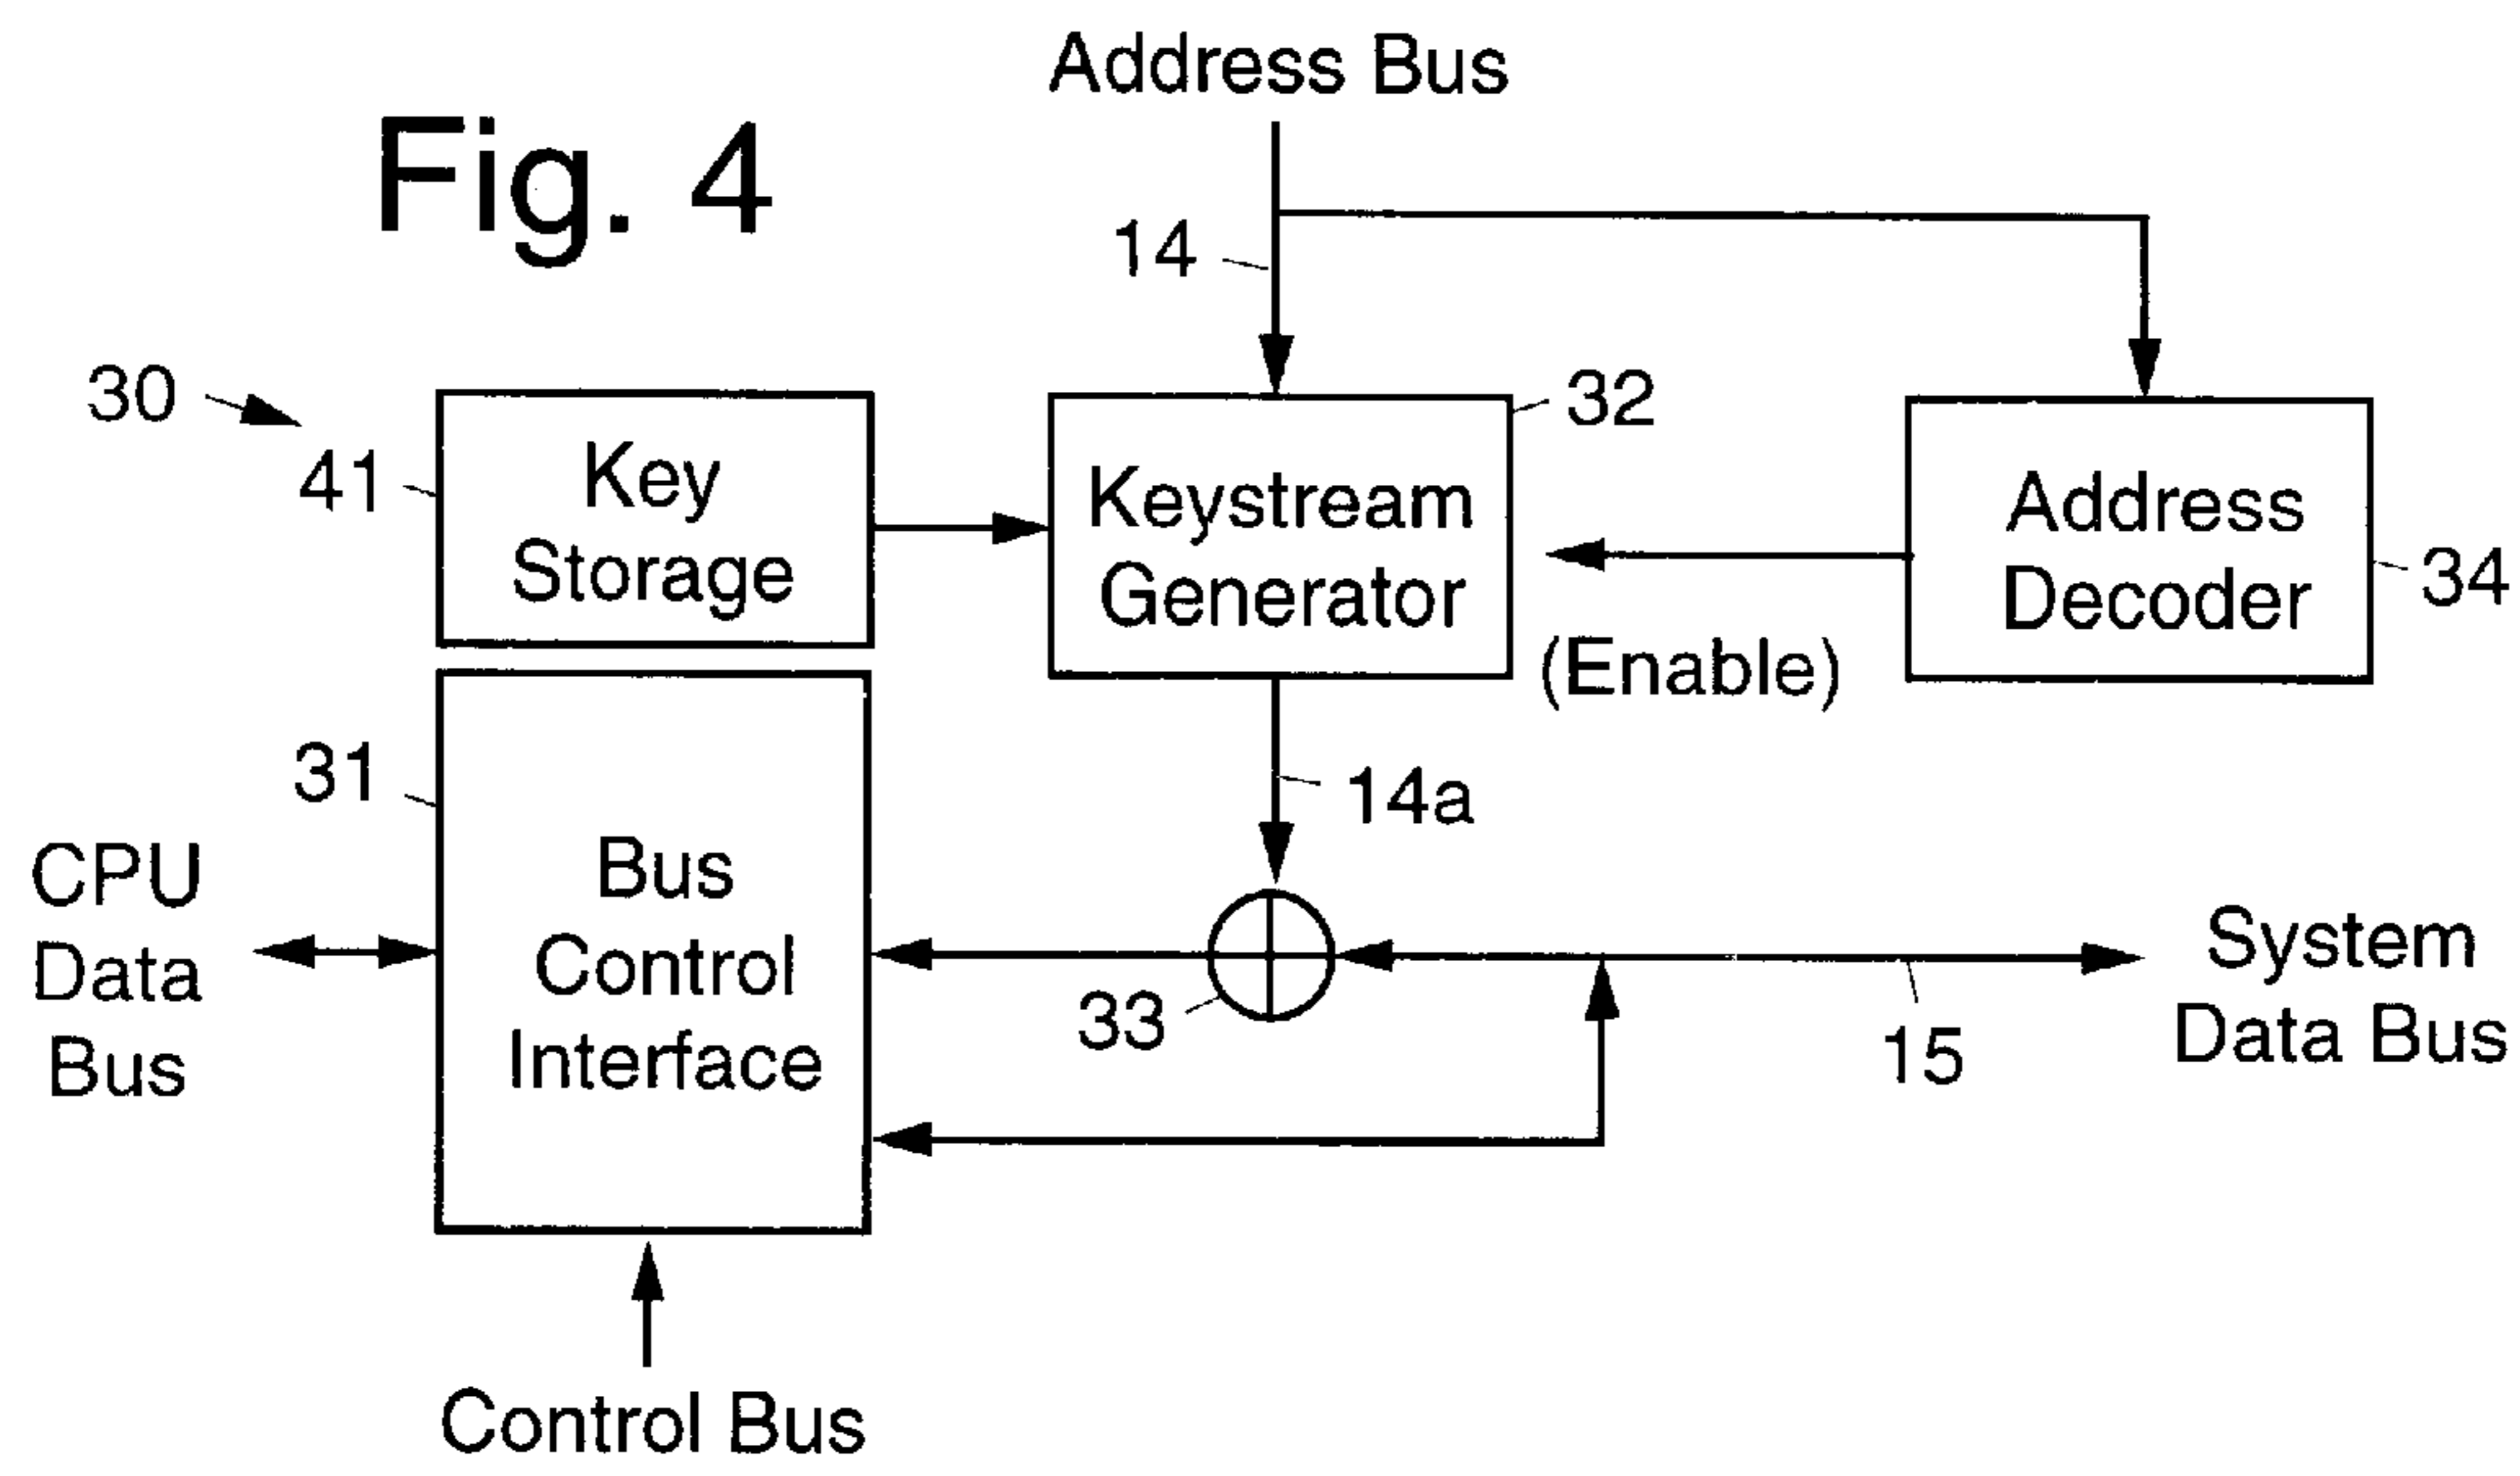 Address Bus
Fig. 4
14
30
32
41
Key
Storage
Keystream
Generator
Address
Decoder
34
(Enable)
31
14a
CPU
Data
Bus
Bus
Control
Interface
33
System
Data Bus
15
Control Bus